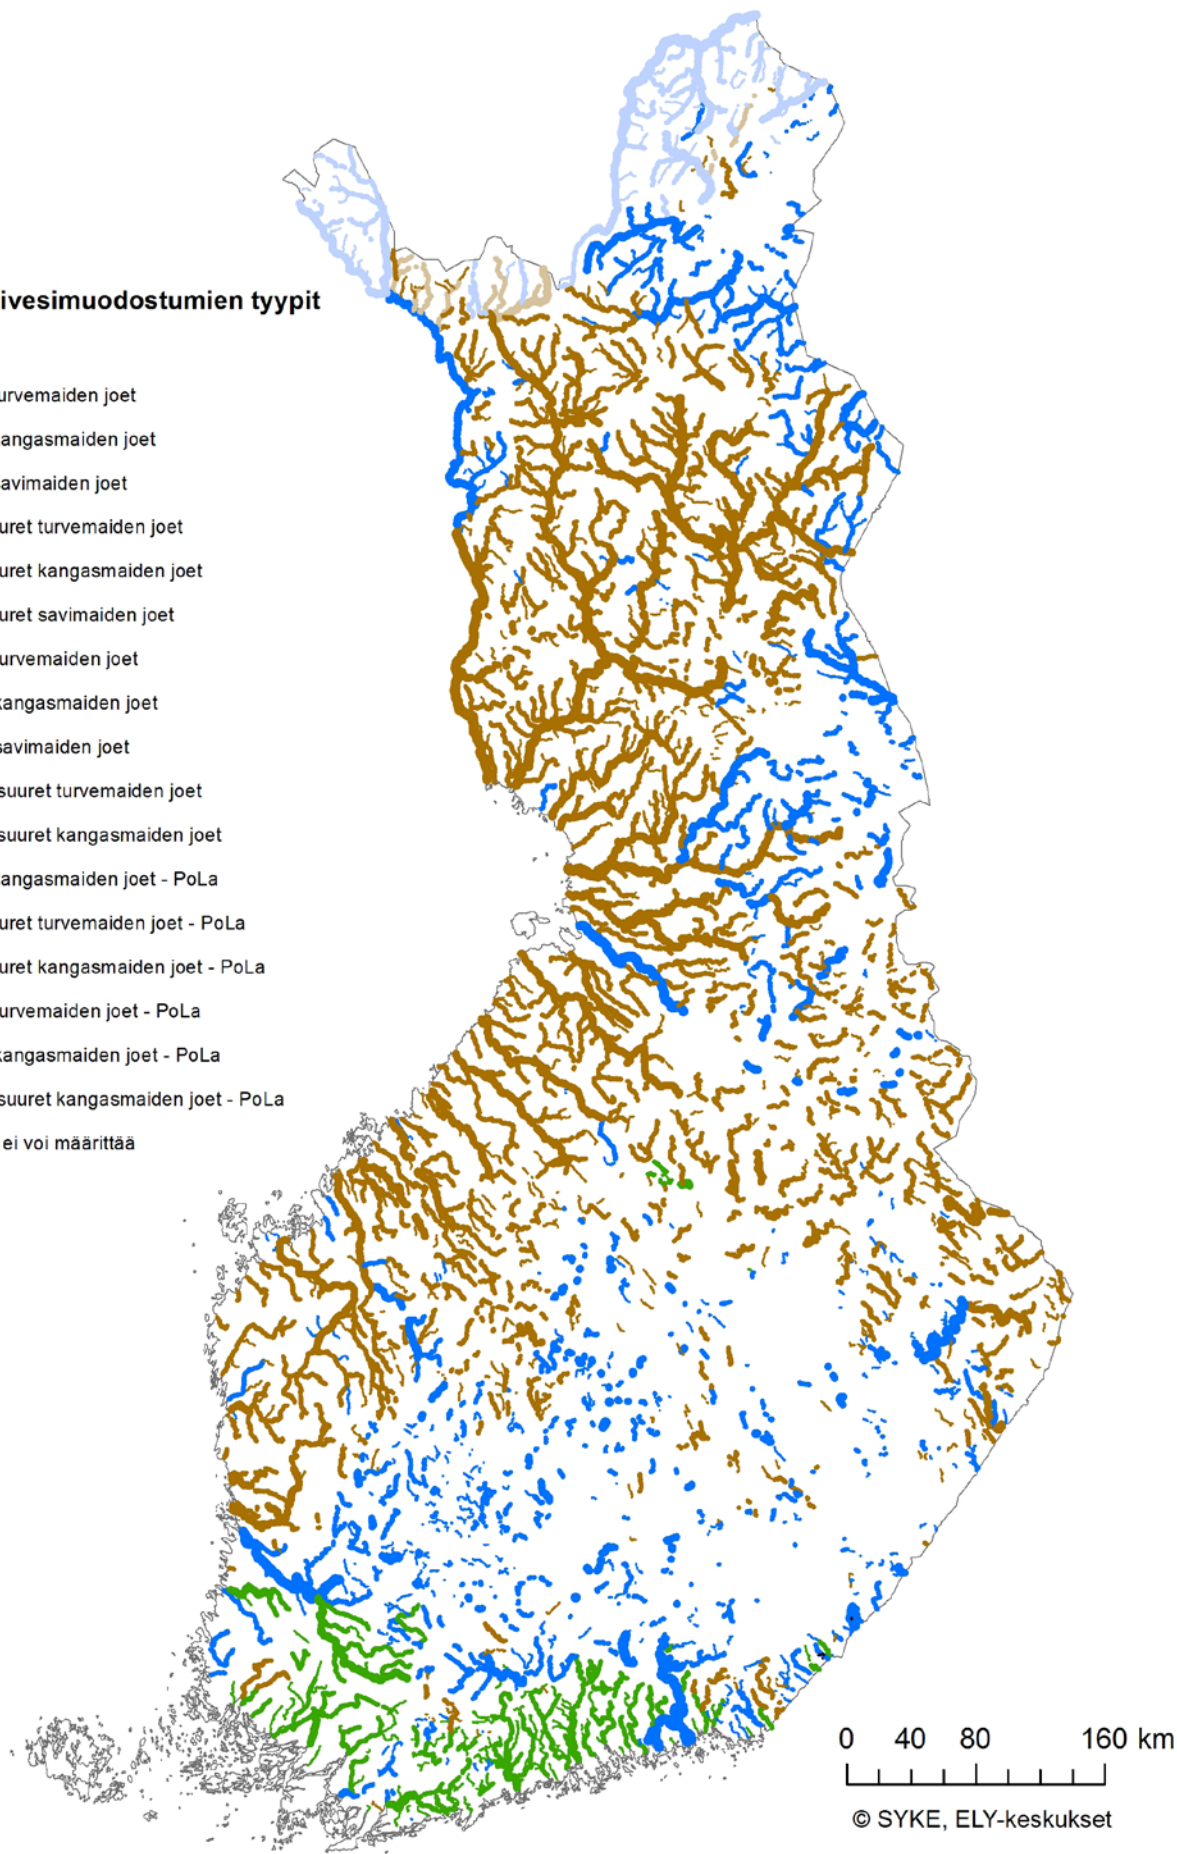 ivesimuodostumien tyypit
urvemaiden joet
kangasmaiden joet
savimaiden joet
uret turvemaiden joet
uret kangasmaiden joet
uret savimaiden joet
urvemaiden joet
kangasmaiden joet
savimaiden joet
suuret turvemaiden joet
suuret kangasmaiden joet
kangasmaiden joet - PoLa
uret turvemaiden joet - PoLa
uret kangasmaiden joet - PoLa
urvemaiden joet - PoLa
kangasmaiden joet - PoLa
suuret kangasmaiden joet - PoLa
ei voi määrittää
0 40 80 160 km
© SYKE, ELY-keskukset